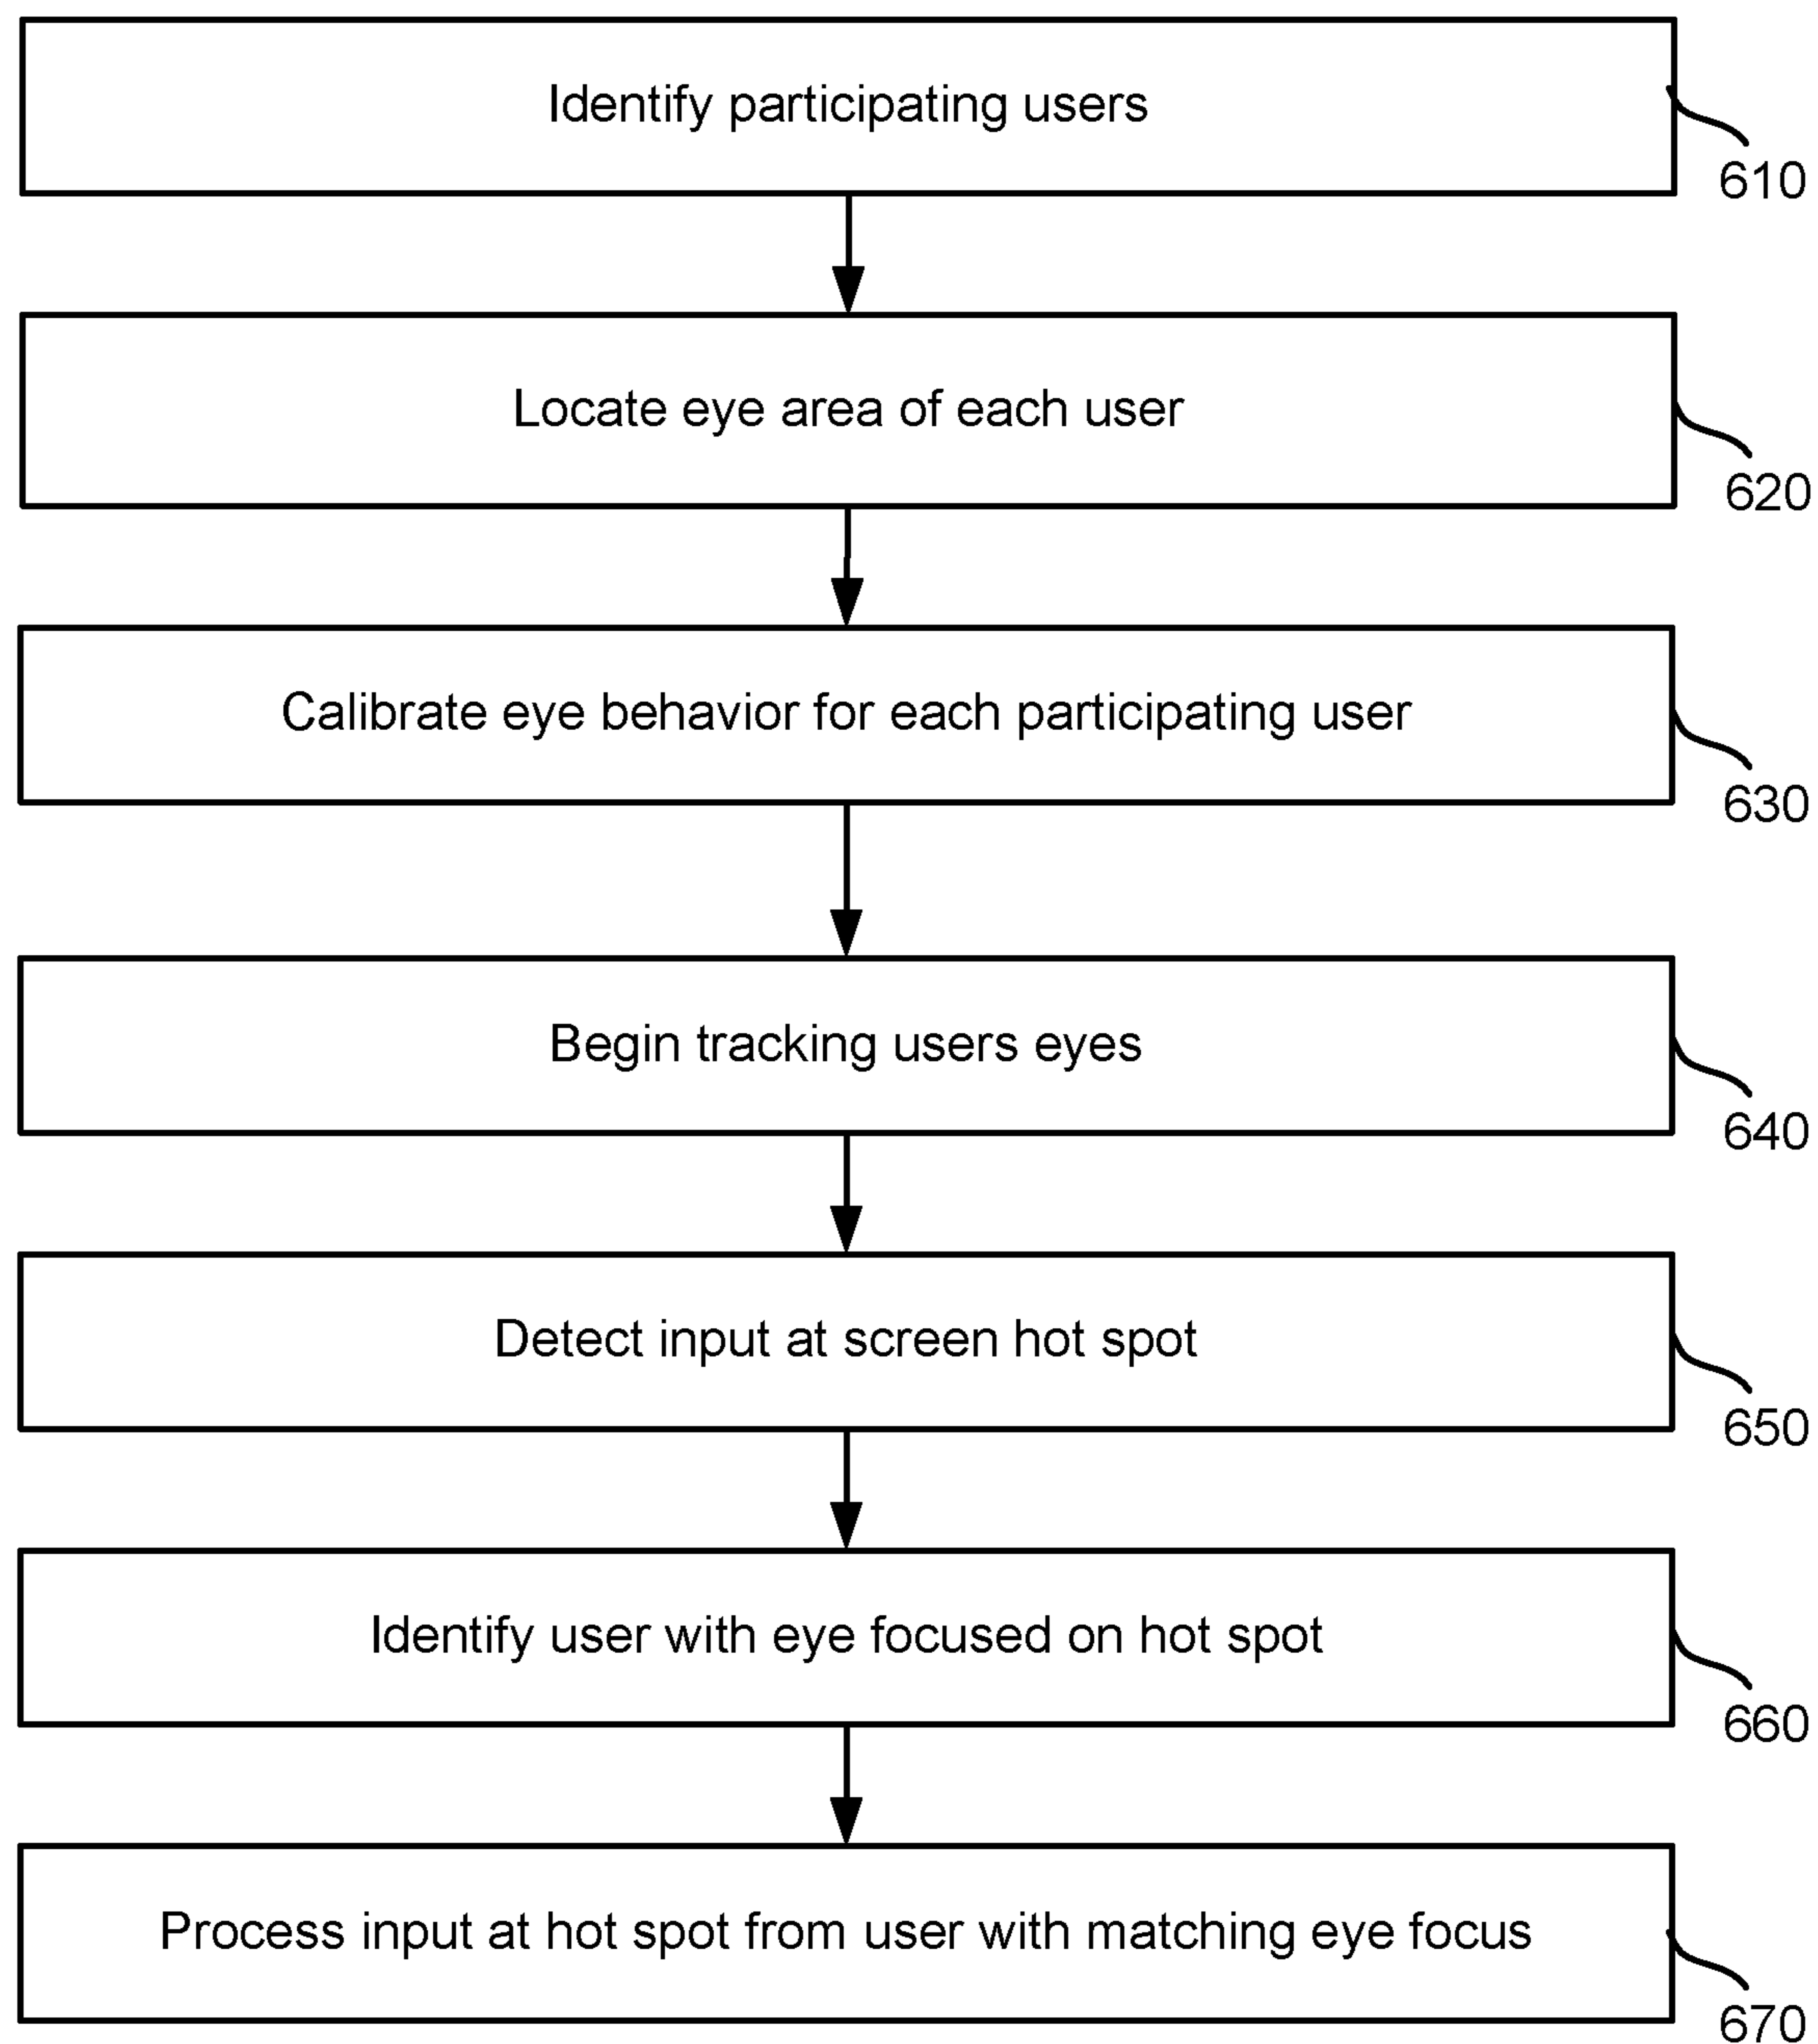 Identify participating users
610
Locate eye area of each user
620
Calibrate eye behavior for each participating user
630
Begin tracking users eyes
640
Detect input at screen hot spot
650
Identify user with eye focused on hot spot
660
Process input at hot spot from user with matching eye focus
670